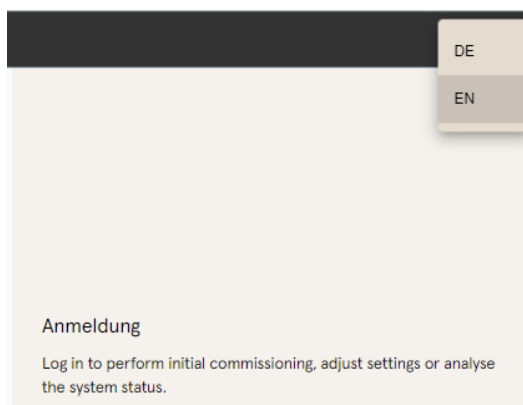 DE
EN
Anmeldung
Log in to perform initial commissioning, adjust settings or analyse
the system status.